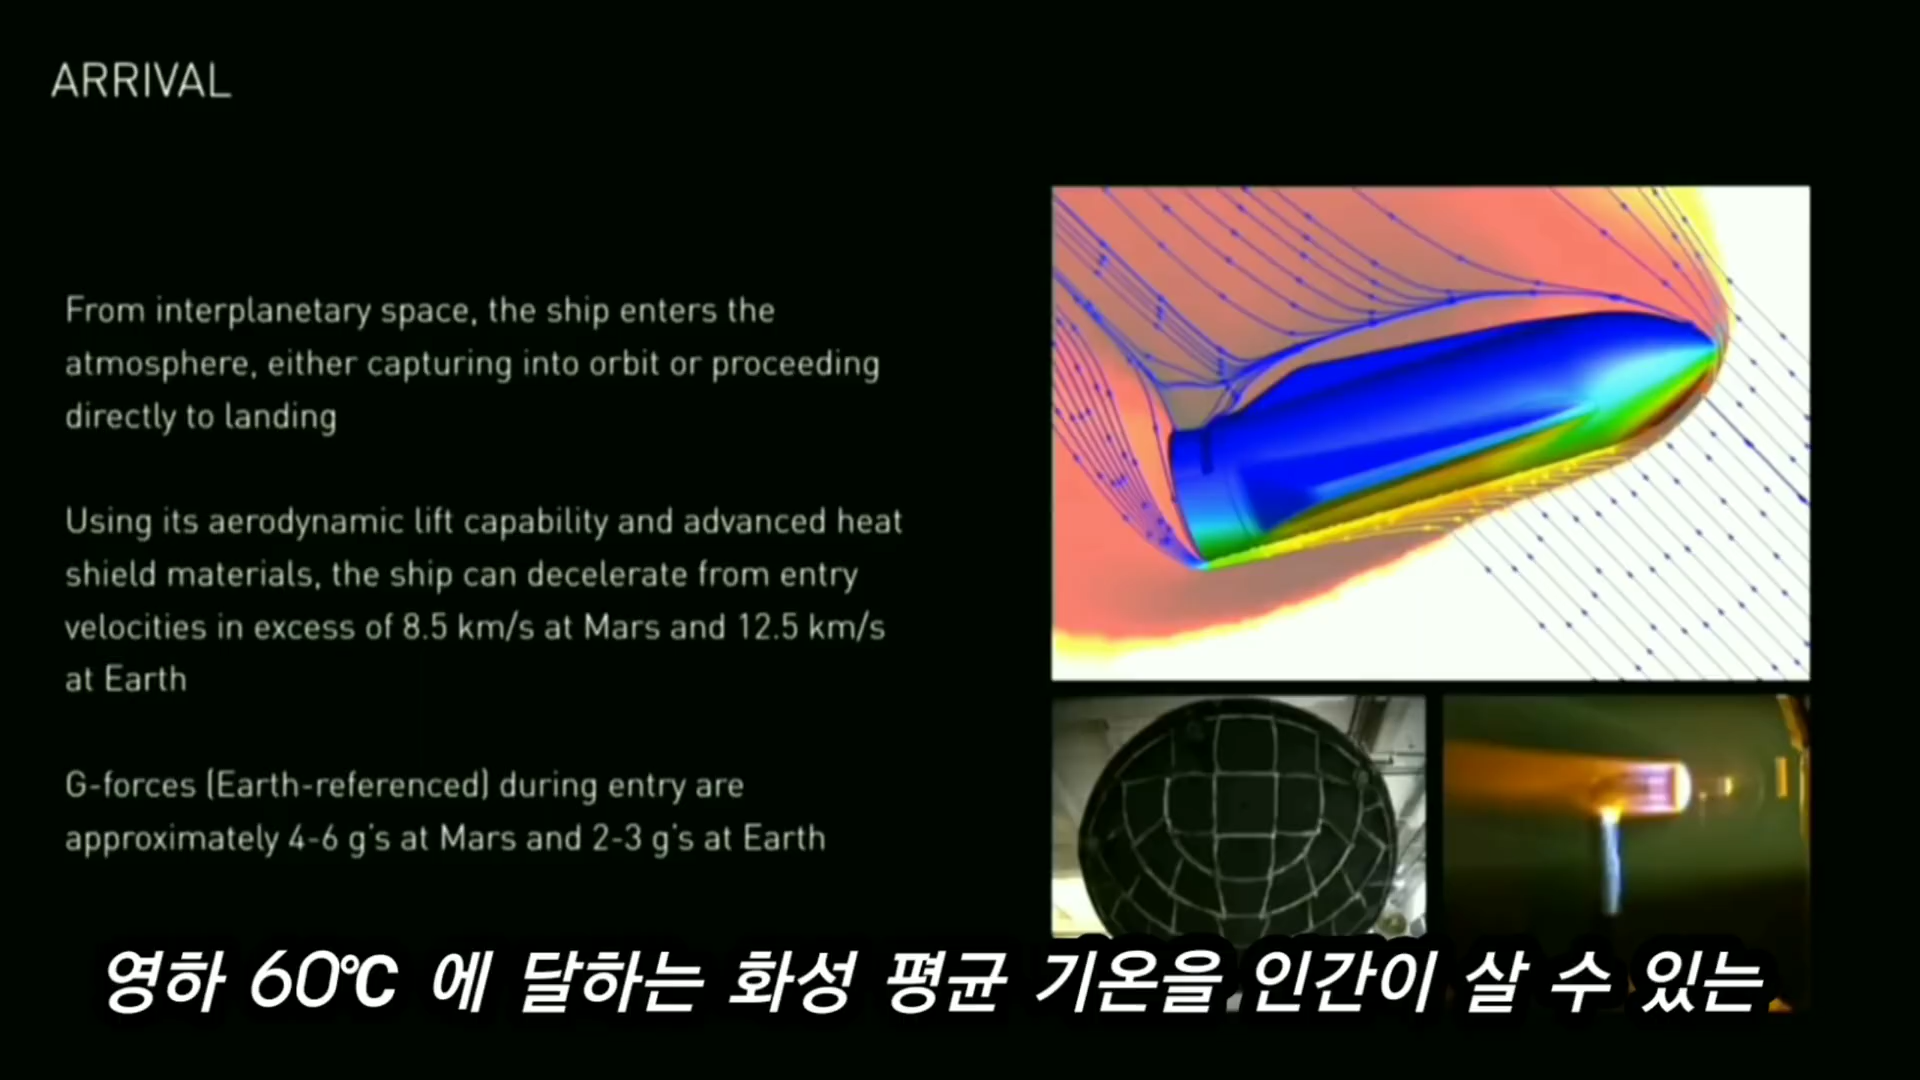 ARRIVAL
From interplanetary space, the ship enters the
atmosphere, either capturing into orbit or proceeding
directly to landing
Using its aerodynamic lift capability and advanced heat
shield materials, the ship can decelerate from entry
velocities in excess of 8.5 km/s at Mars and 12.5 km/s
at Earth
G-forces (Earth-referenced) during entry are
approximately 4-6 g's at Mars and 2-3 g's at Earth
영하 60℃ 에 달하는 화성 평균 기온을 인간이 살 수 있는